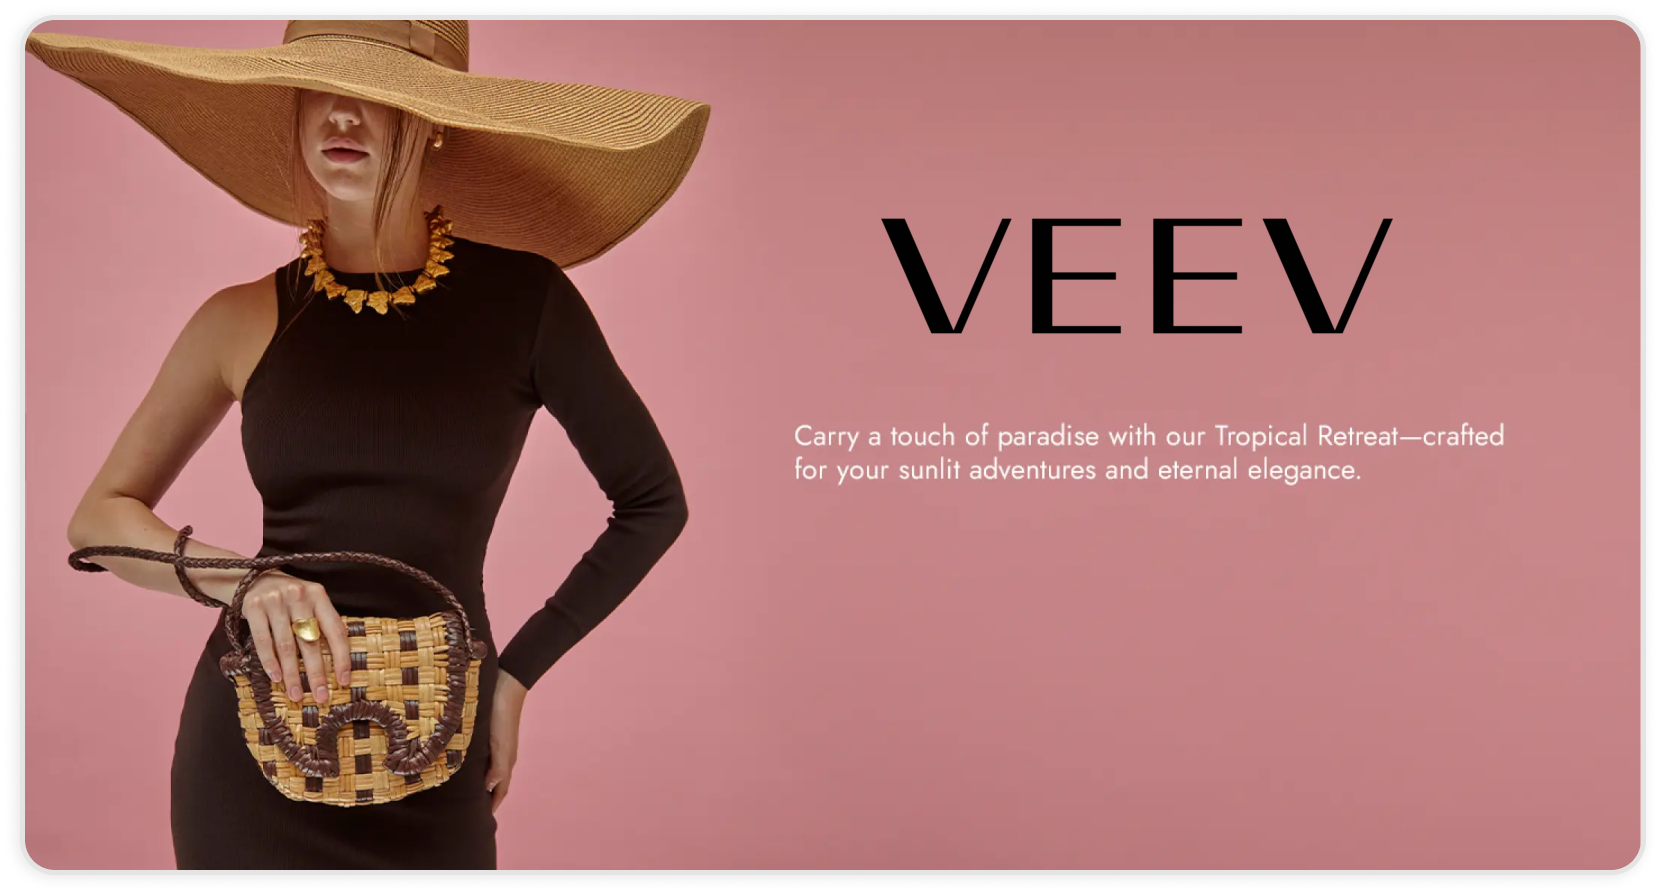 VEEV
Carry a touch of paradise with our Tropical Retreat—crafted
for your sunlit adventures and eternal elegance.